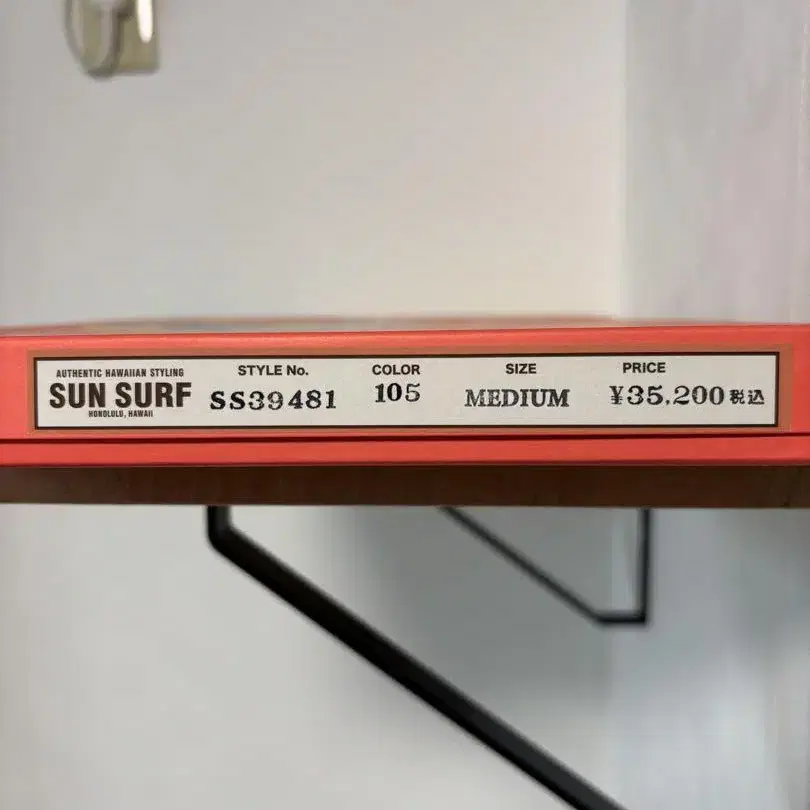 AUTHENTIC HAWAIIAN STYLING
SUN SURF
HONOLULU, HAWAII
STYLE No.
SS39481
COLOR
105
SIZE
MEDIUM
PRICE
¥35,200税込